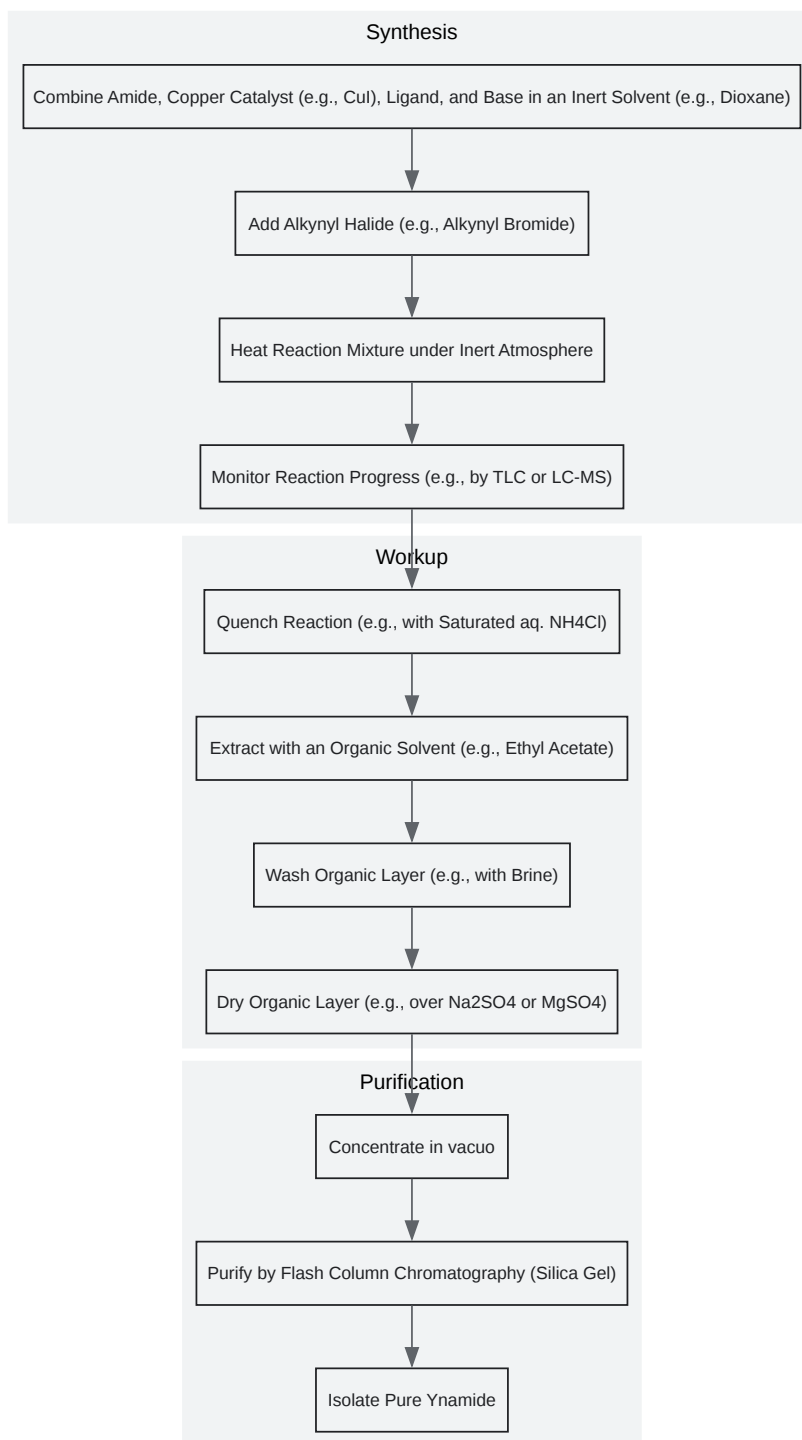 Synthesis
Combine Amide, Copper Catalyst (e.g., CuI), Ligand, and Base in an Inert Solvent (e.g., Dioxane)
Add Alkynyl Halide (e.g., Alkynyl Bromide)
Heat Reaction Mixture under Inert Atmosphere
Monitor Reaction Progress (e.g., by TLC or LC-MS)
Workup
Quench Reaction (e.g., with Saturated aq. NH4Cl)
Extract with an Organic Solvent (e.g., Ethyl Acetate)
Wash Organic Layer (e.g., with Brine)
Dry Organic Layer (e.g., over Na2SO4 or MgSO4)
Purification
Concentrate in vacuo
Purify by Flash Column Chromatography (Silica Gel)
Isolate Pure Ynamide